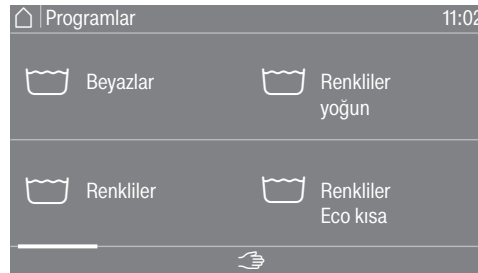 Programlar 11:02
Beyazlar
Renkliler
yoğun
Renkliler
Renkliler
Eco kısa